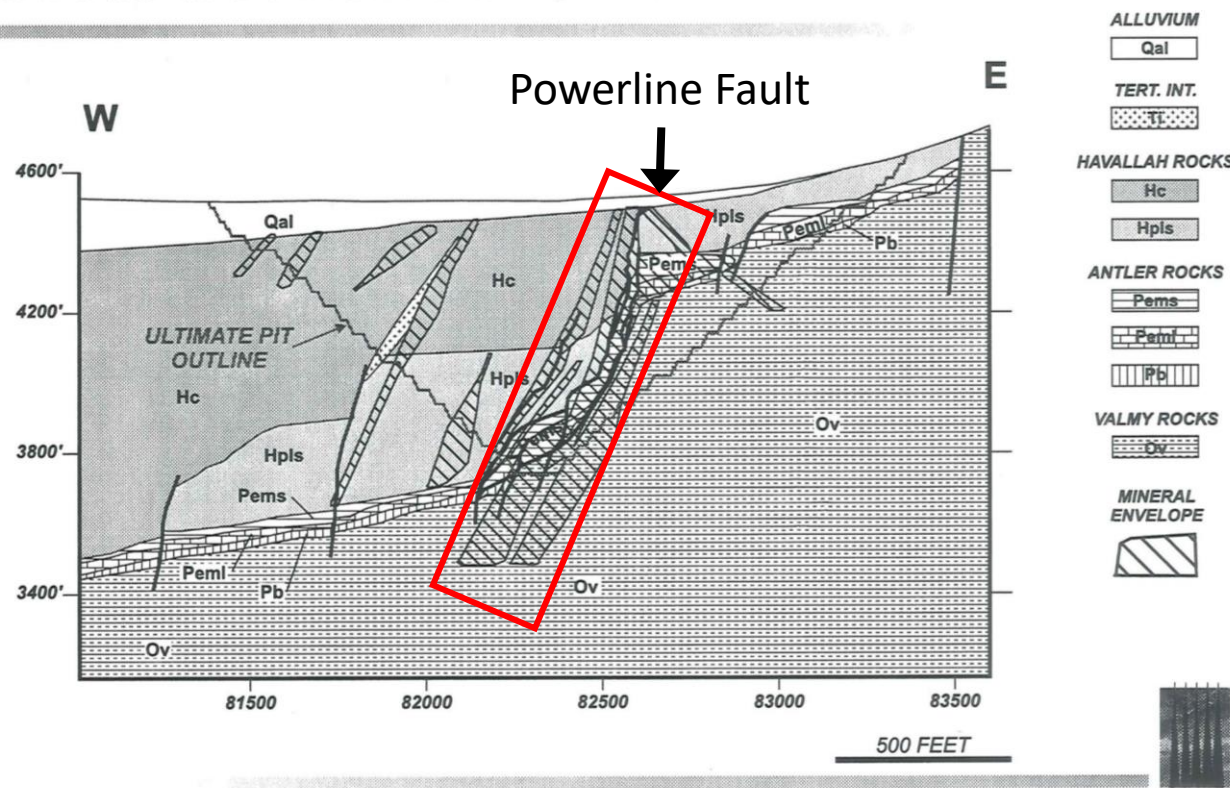 Powerline Fault
W
E
4600'
4200'
3800'
3400'
Qal
Hpls
Peml
Pb
Pems
Hc
ULTIMATE PIT
OUTLINE
Hc
Hpls
Ov
Hpls
Pems
Peml
Pb
Ov
Ov
81500
82000
82500
83000
83500
500 FEET
ALLUVIUM
Qal
TERT. INT.
HAVALLAH ROCKS
Hc
Hpls
ANTLER ROCKS
Pems
Peml
Pb
VALMY ROCKS
Ov
MINERAL
ENVELOPE